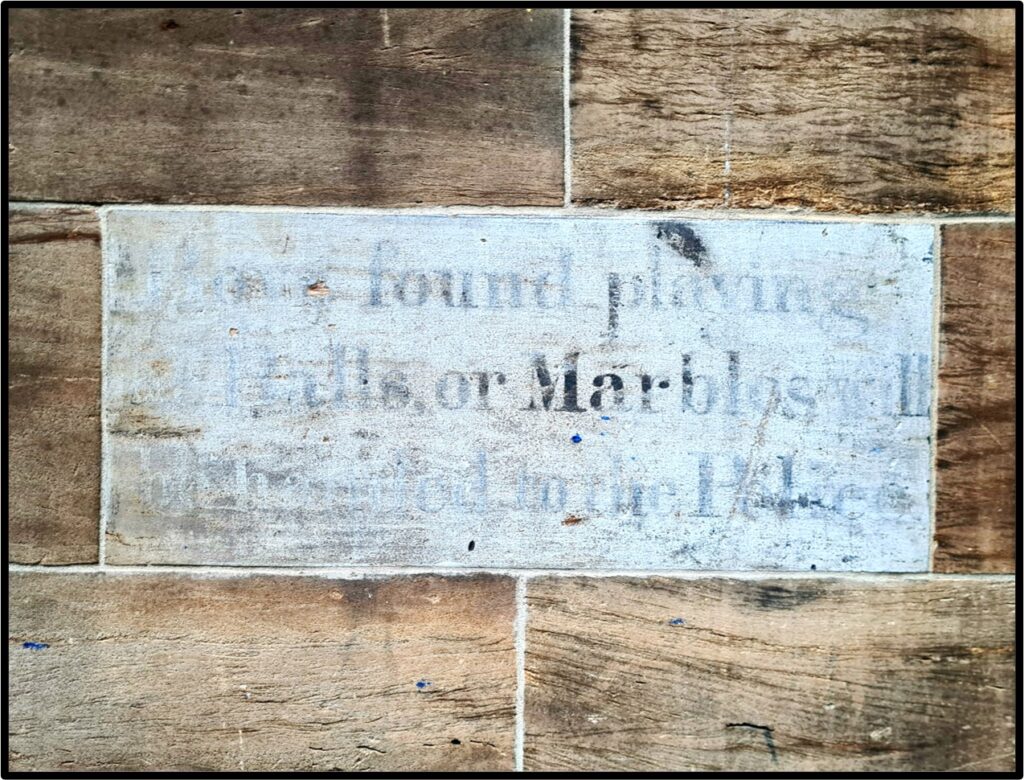 found playing
Balls, or Marbles will
to the Police